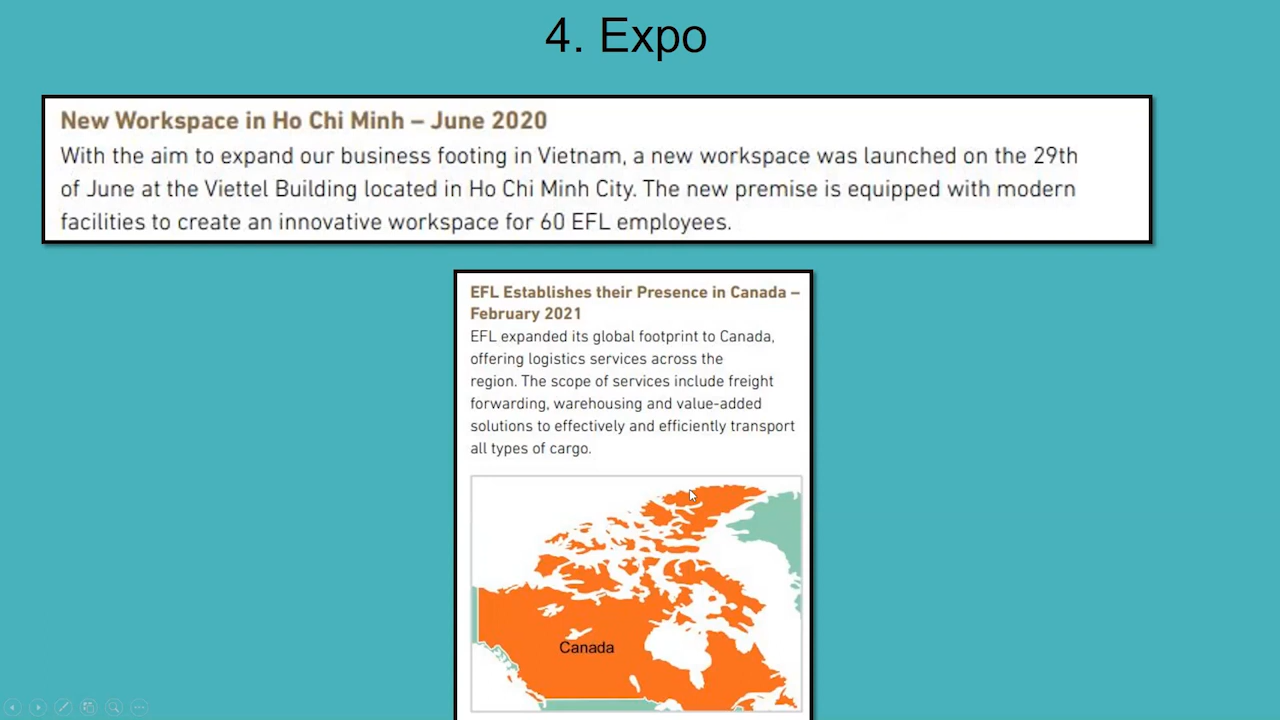 4. Expo
New Workspace in Ho Chi Minh – June 2020
With the aim to expand our business footing in Vietnam, a new workspace was launched on the 29th
of June at the Viettel Building located in Ho Chi Minh City. The new premise is equipped with modern
facilities to create an innovative workspace for 60 EFL employees.
EFL Establishes their Presence in Canada –
February 2021
EFL expanded its global footprint to Canada,
offering logistics services across the
region. The scope of services include freight
forwarding, warehousing and value-added
solutions to effectively and efficiently transport
all types of cargo.
Canada